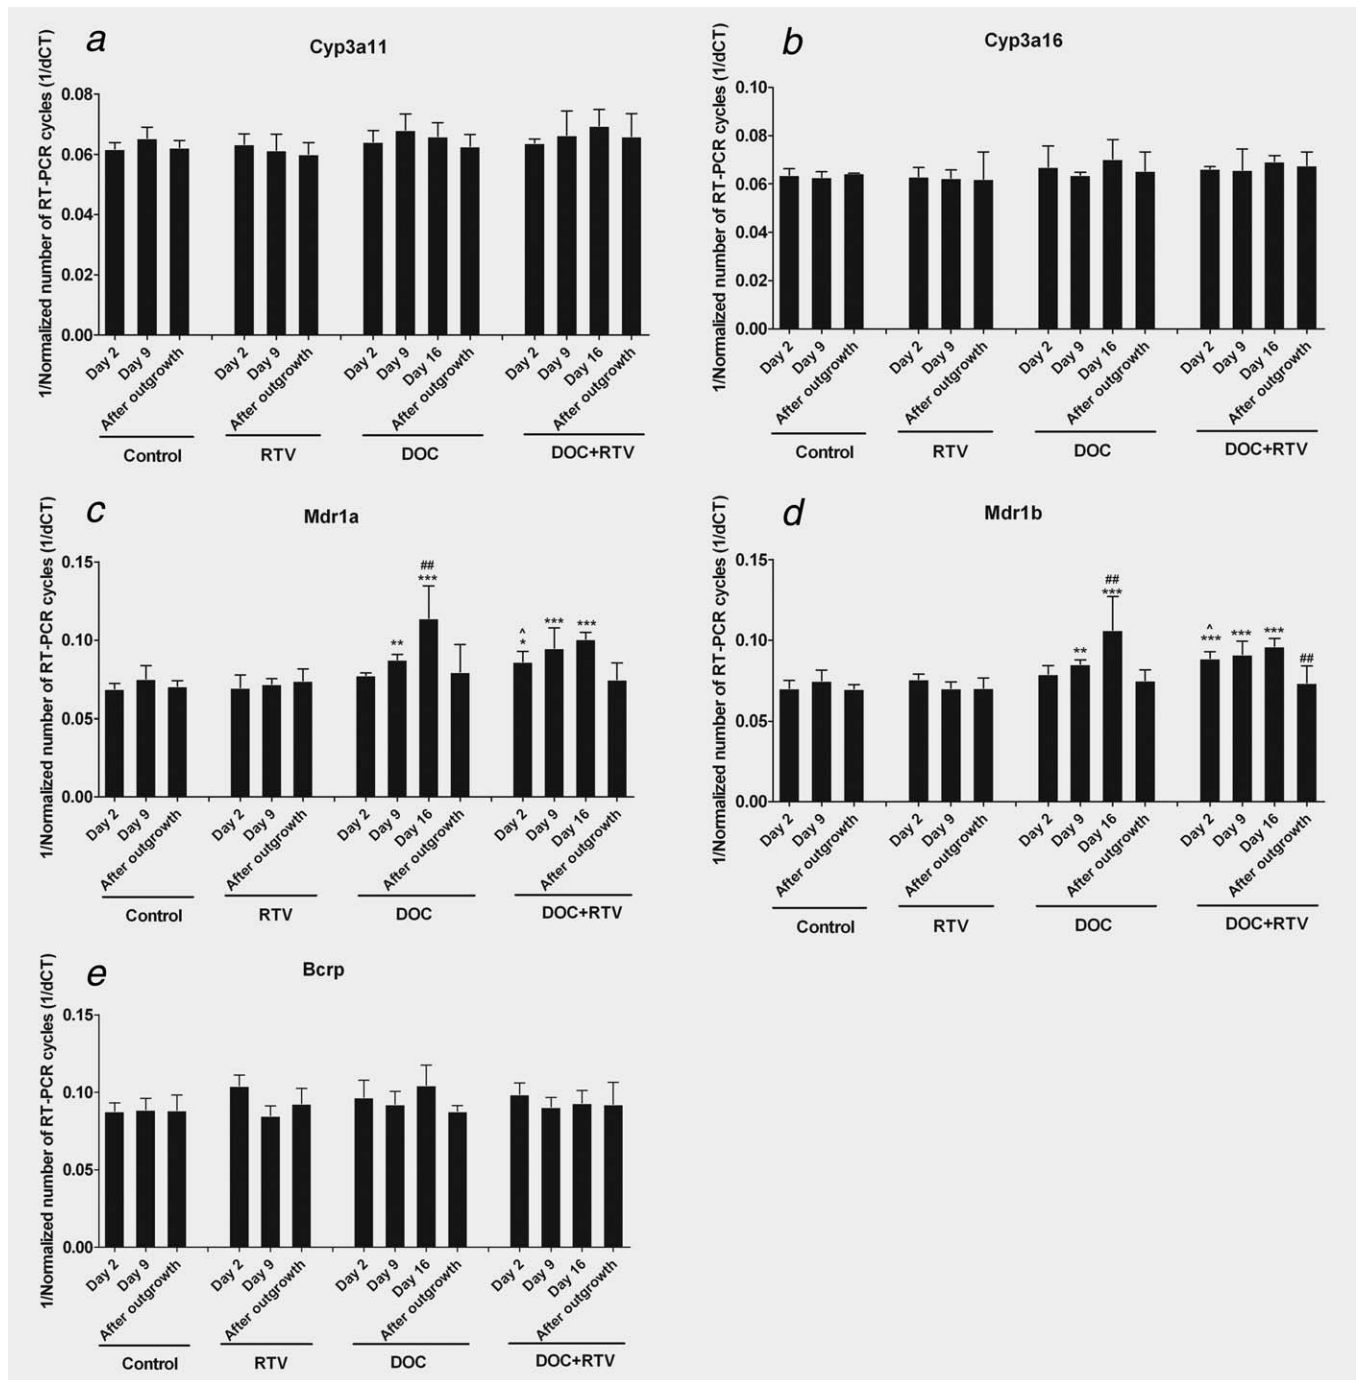 a
Cyp3a11
1/Normalized number of RT-PCR cycles (1/dCT)
0.08
0.06
0.04
0.02
0.00
Day 2
Day 9
After outgrowth
Day 2
Day 9
After outgrowth
Day 2
Day 9
Day 16
After outgrowth
Day 2
Day 9
Day 16
After outgrowth
Control
RTV
DOC
DOC+RTV
b
Cyp3a16
1/Normalized number of RT-PCR cycles (1/dCT)
0.10
0.08
0.06
0.04
0.02
0.00
Day 2
Day 9
After outgrowth
Day 2
Day 9
After outgrowth
Day 2
Day 9
Day 16
After outgrowth
Day 2
Day 9
Day 16
After outgrowth
Control
RTV
DOC
DOC+RTV
c
Mdr1a
1/Normalized number of RT-PCR cycles (1/dCT)
0.15
0.10
0.05
0.00
**
##
***
^
*
***
***
Day 2
Day 9
After outgrowth
Day 2
Day 9
After outgrowth
Day 2
Day 9
Day 16
After outgrowth
Day 2
Day 9
Day 16
After outgrowth
Control
RTV
DOC
DOC+RTV
d
Mdr1b
1/Normalized number of RT-PCR cycles (1/dCT)
0.15
0.10
0.05
0.00
**
##
***
^
***
***
***
##
Day 2
Day 9
After outgrowth
Day 2
Day 9
After outgrowth
Day 2
Day 9
Day 16
After outgrowth
Day 2
Day 9
Day 16
After outgrowth
Control
RTV
DOC
DOC+RTV
e
Bcrp
1/Normalized number of RT-PCR cycles (1/dCT)
0.15
0.10
0.05
0.00
Day 2
Day 9
After outgrowth
Day 2
Day 9
After outgrowth
Day 2
Day 9
Day 16
After outgrowth
Day 2
Day 9
Day 16
After outgrowth
Control
RTV
DOC
DOC+RTV